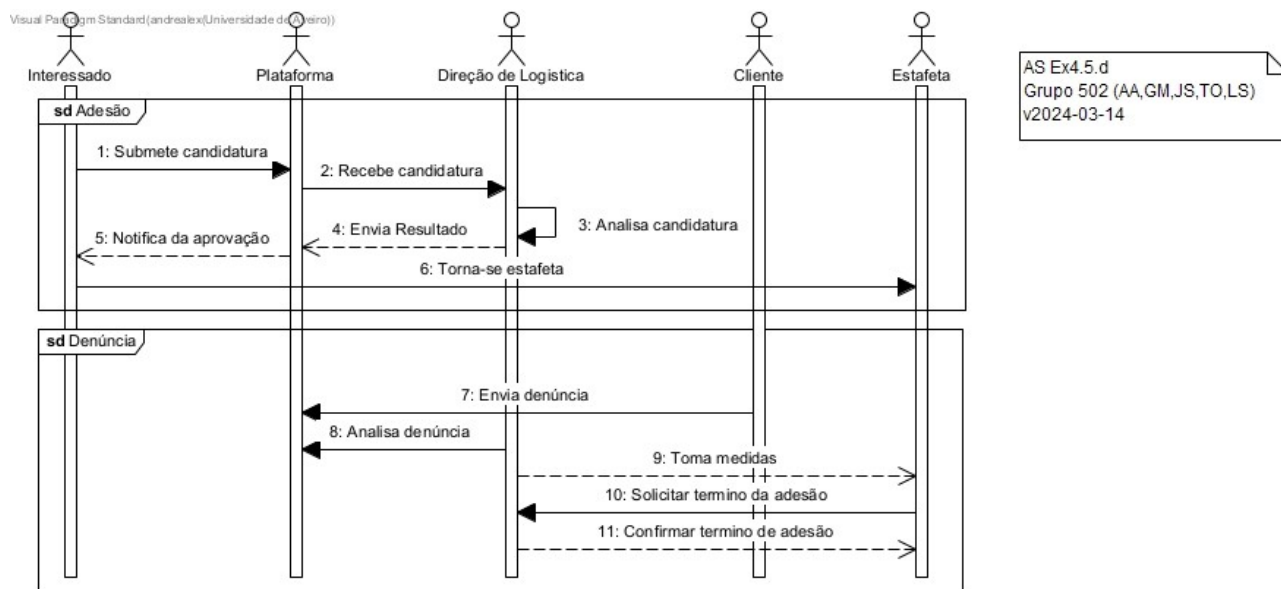 Visual Paradigm Standard(andrealex(Universidade de Aveiro))
Interessado
Plataforma
Direção de Logistica
Cliente
Estafeta
AS Ex4.5.d
Grupo 502 (AA,GM,JS,TO,LS)
v2024-03-14
sd Adesão
1: Submete candidatura
2: Recebe candidatura
3: Analisa candidatura
4: Envia Resultado
5: Notifica da aprovação
6: Torna-se estafeta
sd Denúncia
7: Envia denúncia
8: Analisa denúncia
9: Toma medidas
10: Solicitar termino da adesão
11: Confirmar termino de adesão